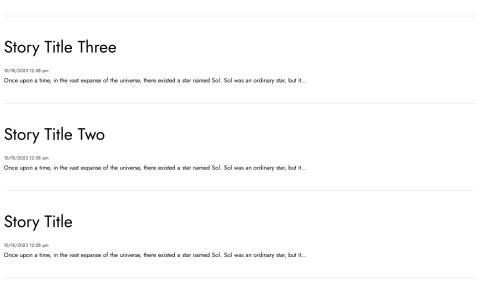 Story Title Three
10/18/2023 12:08 pm
Once upon a time, in the vast expanse of the universe, there existed a star named Sol. Sol was an ordinary star, but it...
Story Title Two
10/18/2023 12:08 pm
Once upon a time, in the vast expanse of the universe, there existed a star named Sol. Sol was an ordinary star, but it...
Story Title
10/18/2023 12:08 pm
Once upon a time, in the vast expanse of the universe, there existed a star named Sol. Sol was an ordinary star, but it...